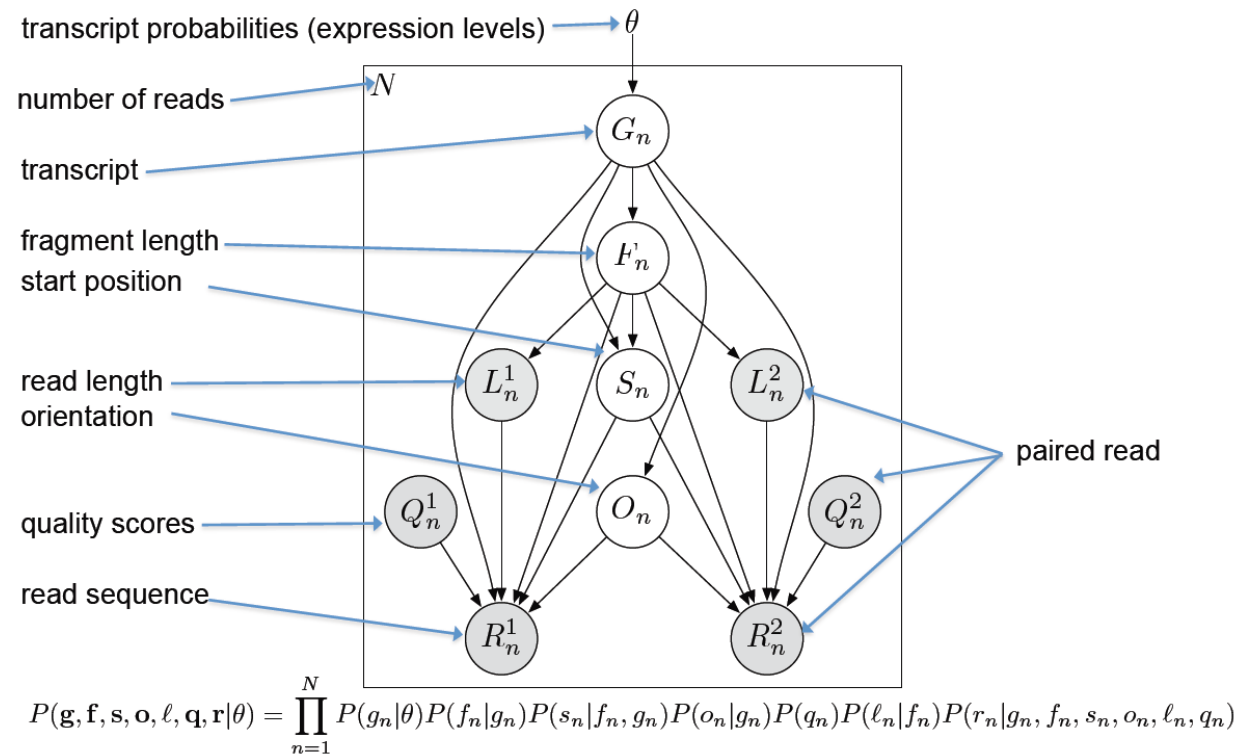 transcript probabilities (expression levels) θ
number of reads N
transcript G_n
fragment length F_n
start position
read length L_n^1 S_n L_n^2
orientation
paired read
quality scores Q_n^1 O_n Q_n^2
read sequence R_n^1 R_n^2
P(g, f, s, o, ℓ, q, r|θ) = ∏_{n=1}^{N} P(g_n|θ)P(f_n|g_n)P(s_n|f_n, g_n)P(o_n|g_n)P(q_n)P(ℓ_n|f_n)P(r_n|g_n, f_n, s_n, o_n, ℓ_n, q_n)